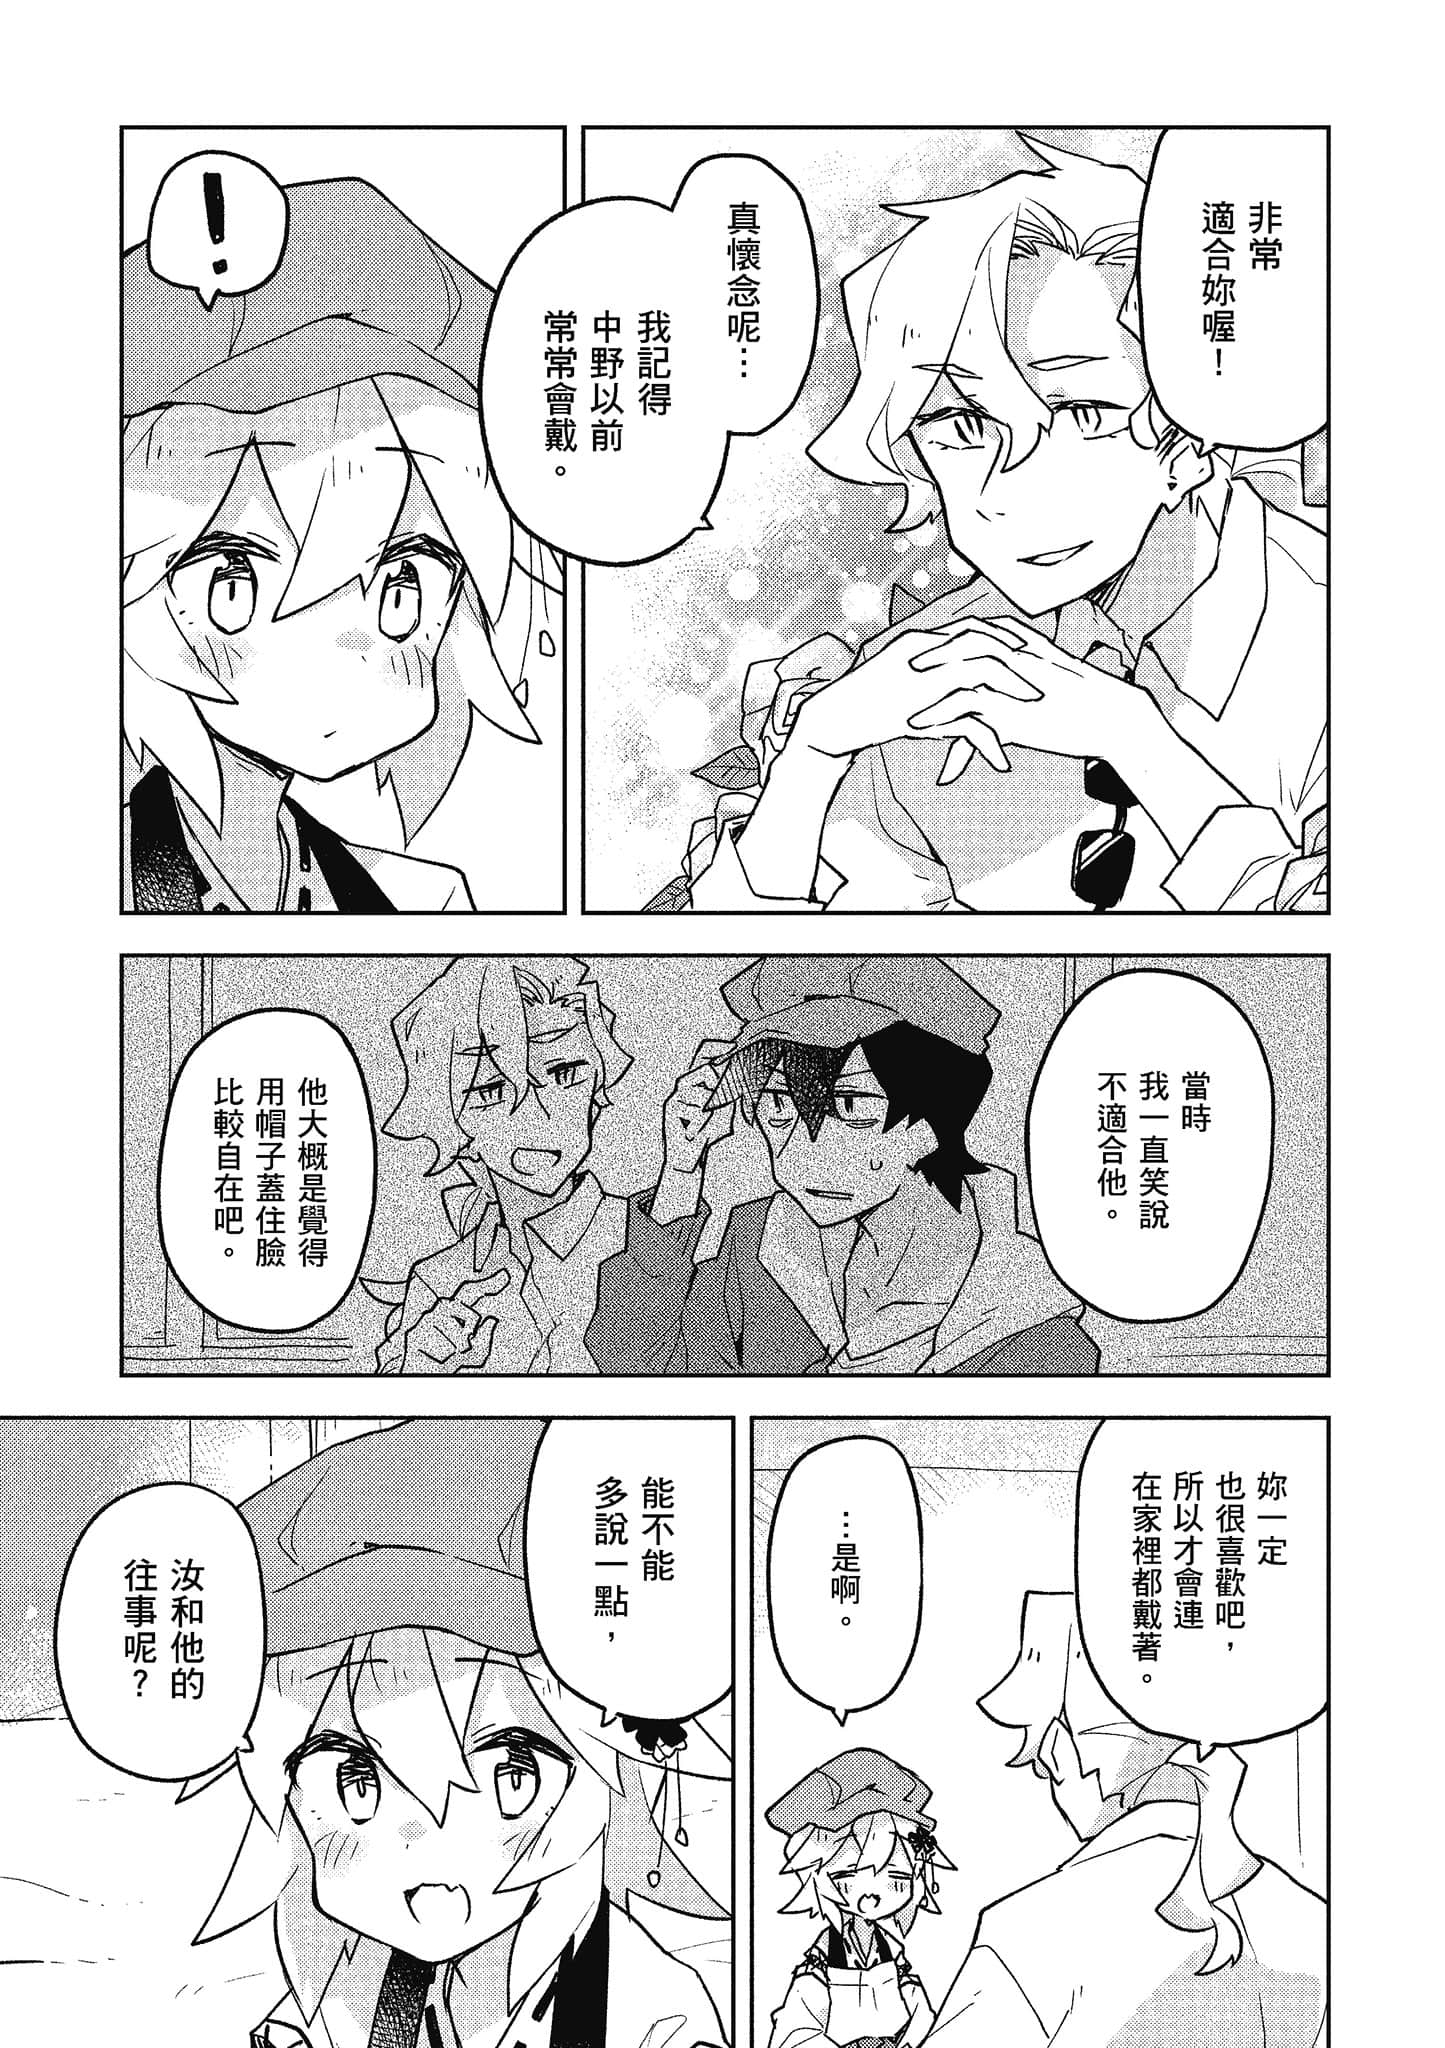 非常
適合妳喔！
真懷念呢…
我記得
中野以前
常常會戴。
！
當時
我一直笑說
不適合他。
他大概是覺得
用帽子蓋住臉
比較自在吧。
妳一定
也很喜歡吧，
所以才會連
在家裡都戴著。
…是啊。
能不能
多說一點，
汝和他的
往事呢？